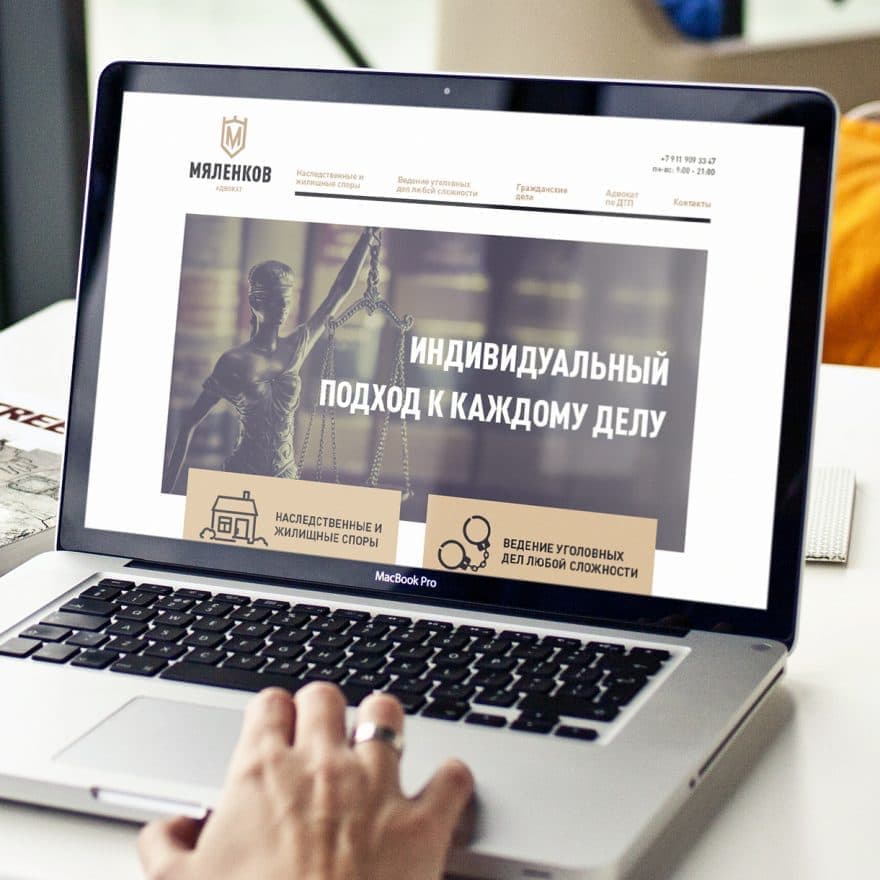 М
МЯЛЕНКОВ
АДВОКАТ
+7 911 909 33 47
пн-вс: 9:00 - 21:00
Наследственные и
жилищные споры
Ведение уголовных
дел любой сложности
Гражданские
дела
Адвокат
по ДТП
Контакты
ИНДИВИДУАЛЬНЫЙ
ПОДХОД К КАЖДОМУ ДЕЛУ
НАСЛЕДСТВЕННЫЕ И
ЖИЛИЩНЫЕ СПОРЫ
ВЕДЕНИЕ УГОЛОВНЫХ
ДЕЛ ЛЮБОЙ СЛОЖНОСТИ
MacBook Pro